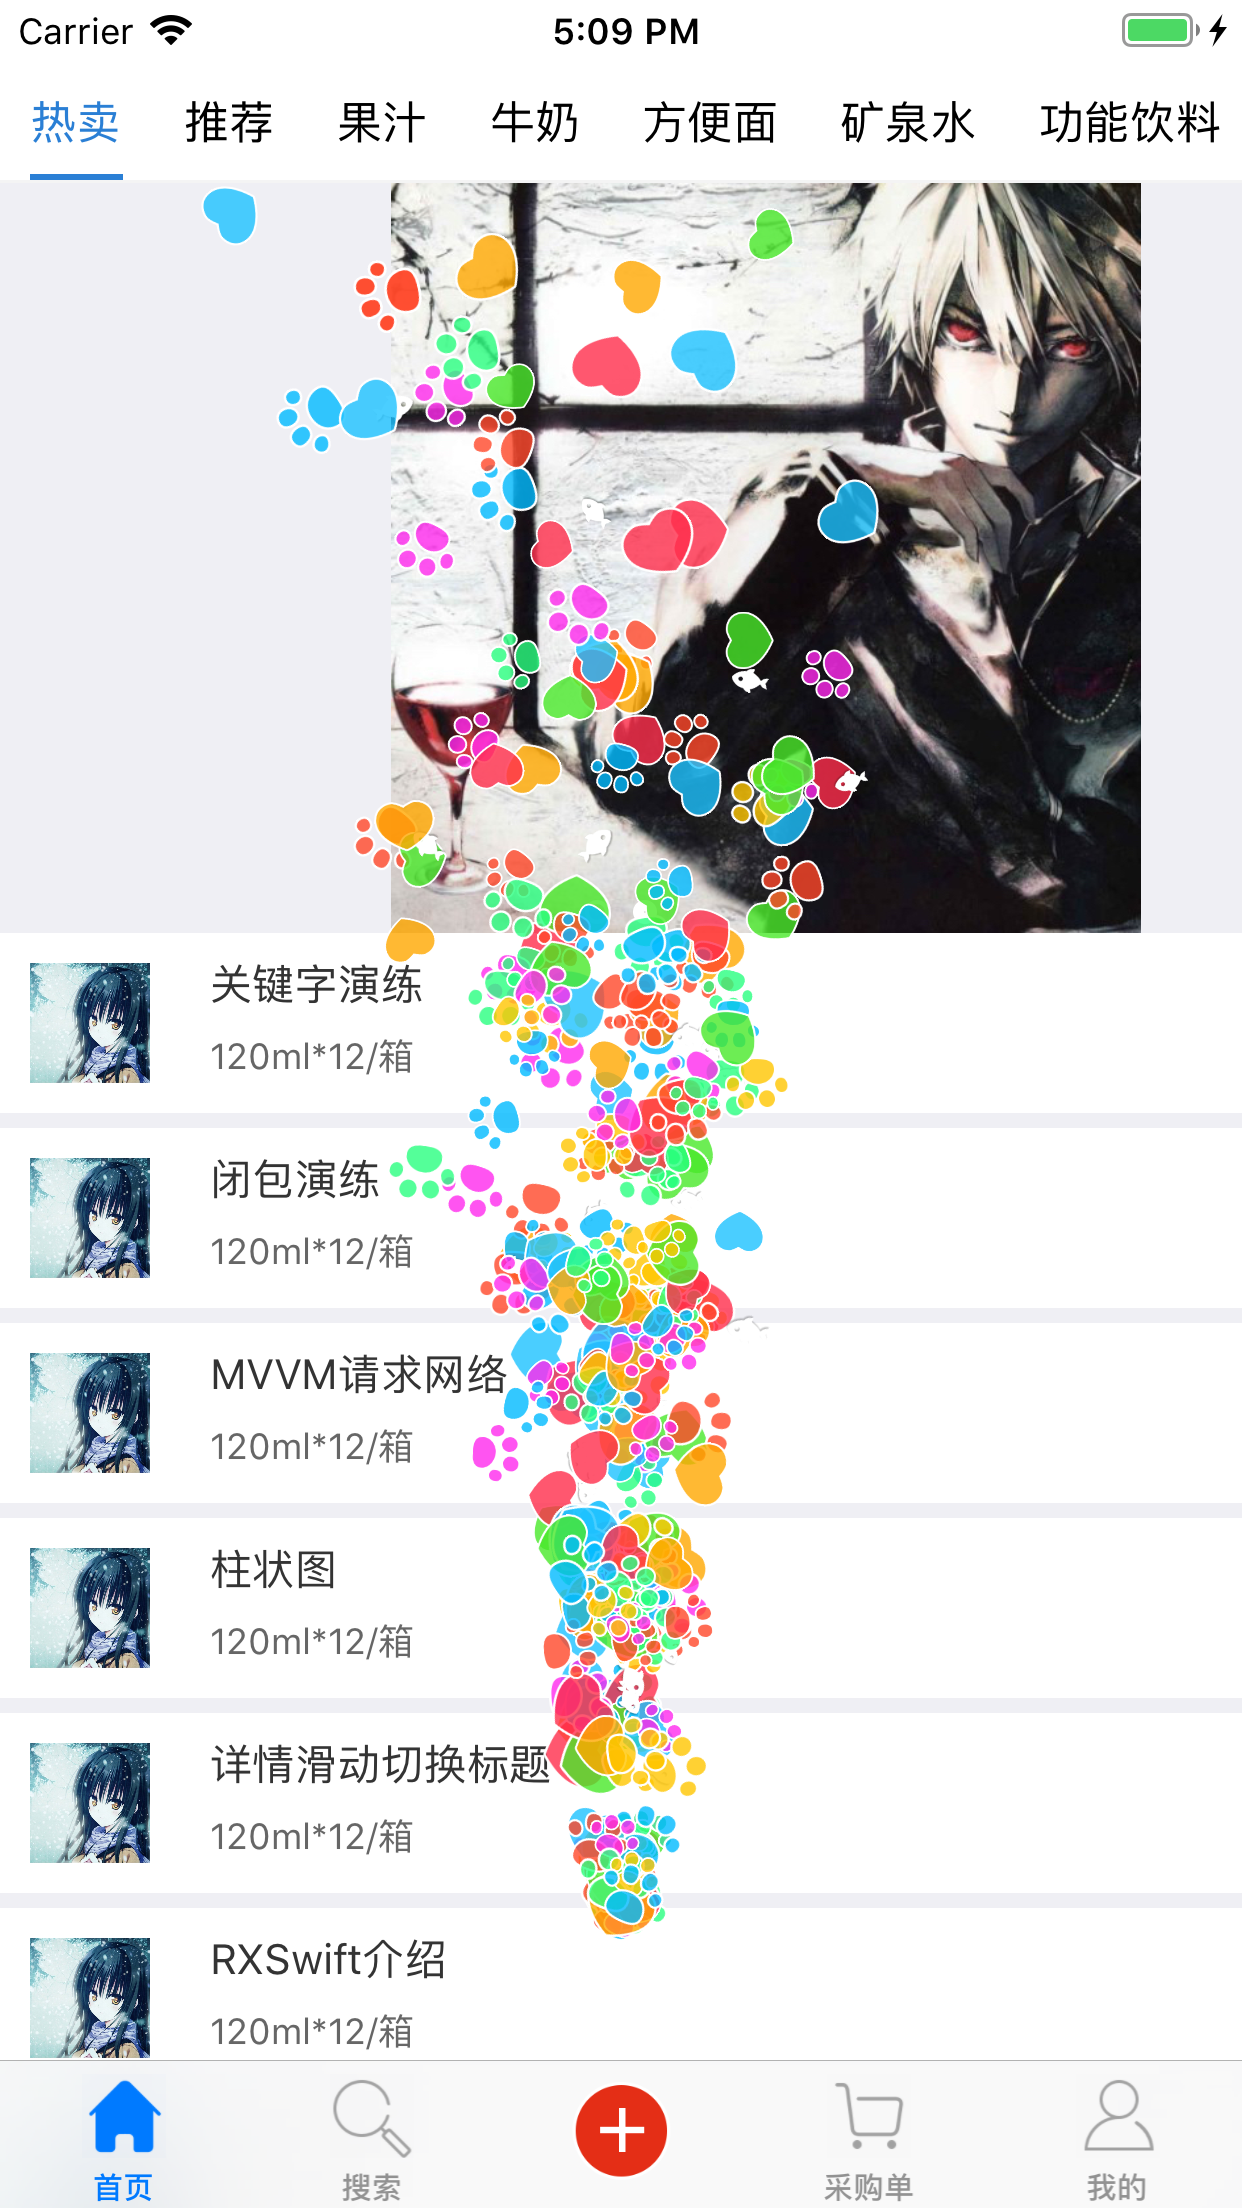 Carrier 5:09 PM
热卖 推荐 果汁 牛奶 方便面 矿泉水 功能饮料
关键字演练
120ml*12/箱
闭包演练
120ml*12/箱
MVVM请求网络
120ml*12/箱
柱状图
120ml*12/箱
详情滑动切换标题
120ml*12/箱
RXSwift介绍
120ml*12/箱
首页 搜索 采购单 我的